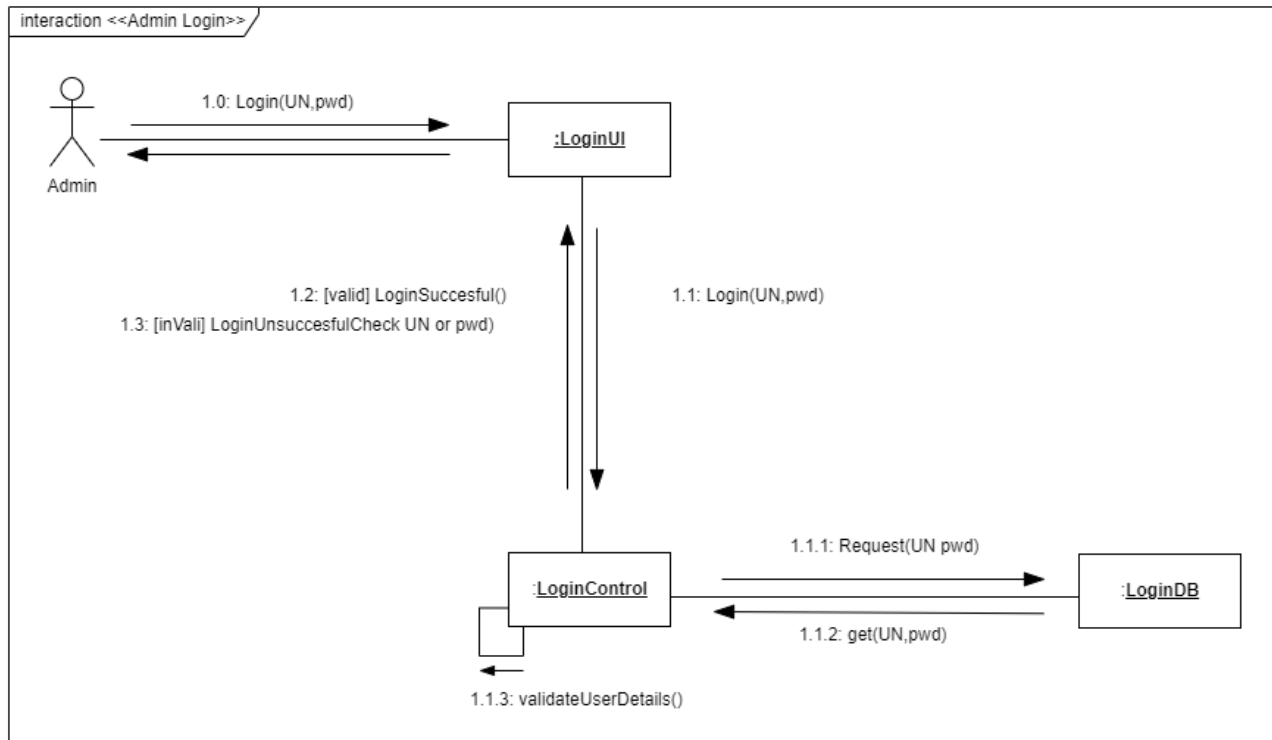 interaction <<Admin Login>>
1.0: Login(UN,pwd)
:LoginUI
Admin
1.2: [valid] LoginSuccesful()
1.1: Login(UN,pwd)
1.3: [inVali] LoginUnsuccesfulCheck UN or pwd)
1.1.1: Request(UN pwd)
:LoginControl
:LoginDB
1.1.2: get(UN,pwd)
1.1.3: validateUserDetails()